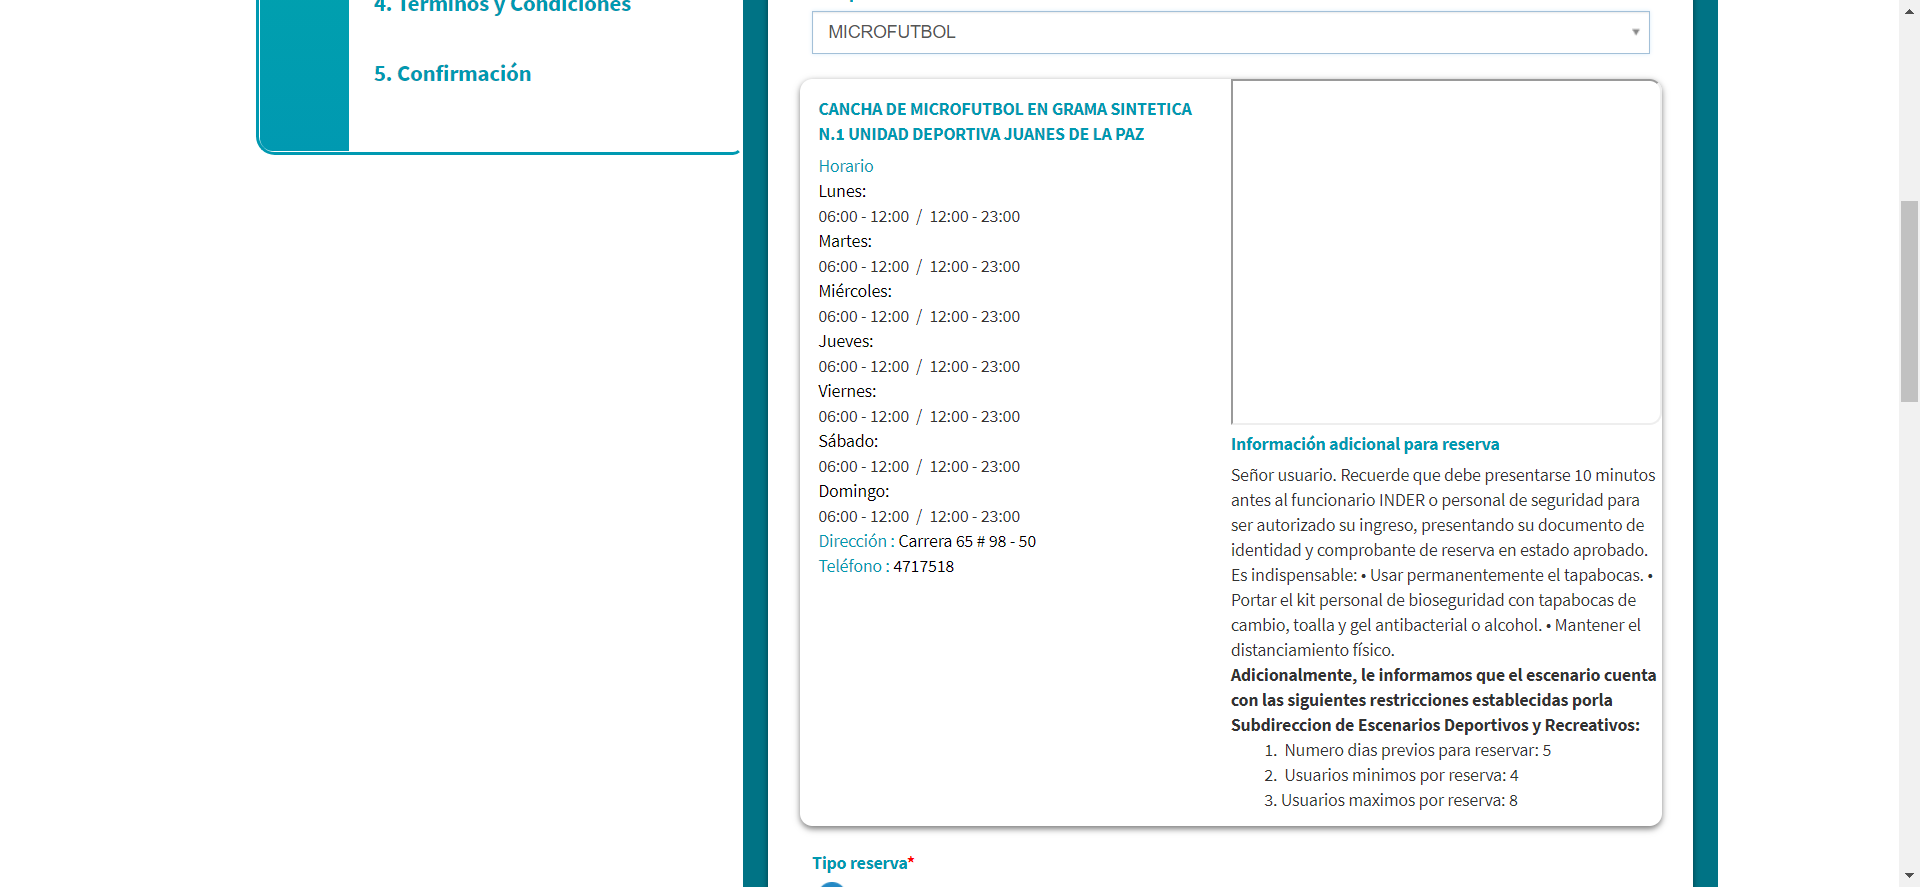 4. Términos y Condiciones
5. Confirmación
MICROFUTBOL
CANCHA DE MICROFUTBOL EN GRAMA SINTETICA
N.1 UNIDAD DEPORTIVA JUANES DE LA PAZ
Horario
Lunes:
06:00 - 12:00 / 12:00 - 23:00
Martes:
06:00 - 12:00 / 12:00 - 23:00
Miércoles:
06:00 - 12:00 / 12:00 - 23:00
Jueves:
06:00 - 12:00 / 12:00 - 23:00
Viernes:
06:00 - 12:00 / 12:00 - 23:00
Sábado:
06:00 - 12:00 / 12:00 - 23:00
Domingo:
06:00 - 12:00 / 12:00 - 23:00
Dirección : Carrera 65 # 98 - 50
Teléfono : 4717518
Información adicional para reserva
Señor usuario. Recuerde que debe presentarse 10 minutos
antes al funcionario INDER o personal de seguridad para
ser autorizado su ingreso, presentando su documento de
identidad y comprobante de reserva en estado aprobado.
Es indispensable: • Usar permanentemente el tapabocas. •
Portar el kit personal de bioseguridad con tapabocas de
cambio, toalla y gel antibacterial o alcohol. • Mantener el
distanciamiento físico.
Adicionalmente, le informamos que el escenario cuenta
con las siguientes restricciones establecidas porla
Subdireccion de Escenarios Deportivos y Recreativos:
1. Numero dias previos para reservar: 5
2. Usuarios minimos por reserva: 4
3. Usuarios maximos por reserva: 8
Tipo reserva*